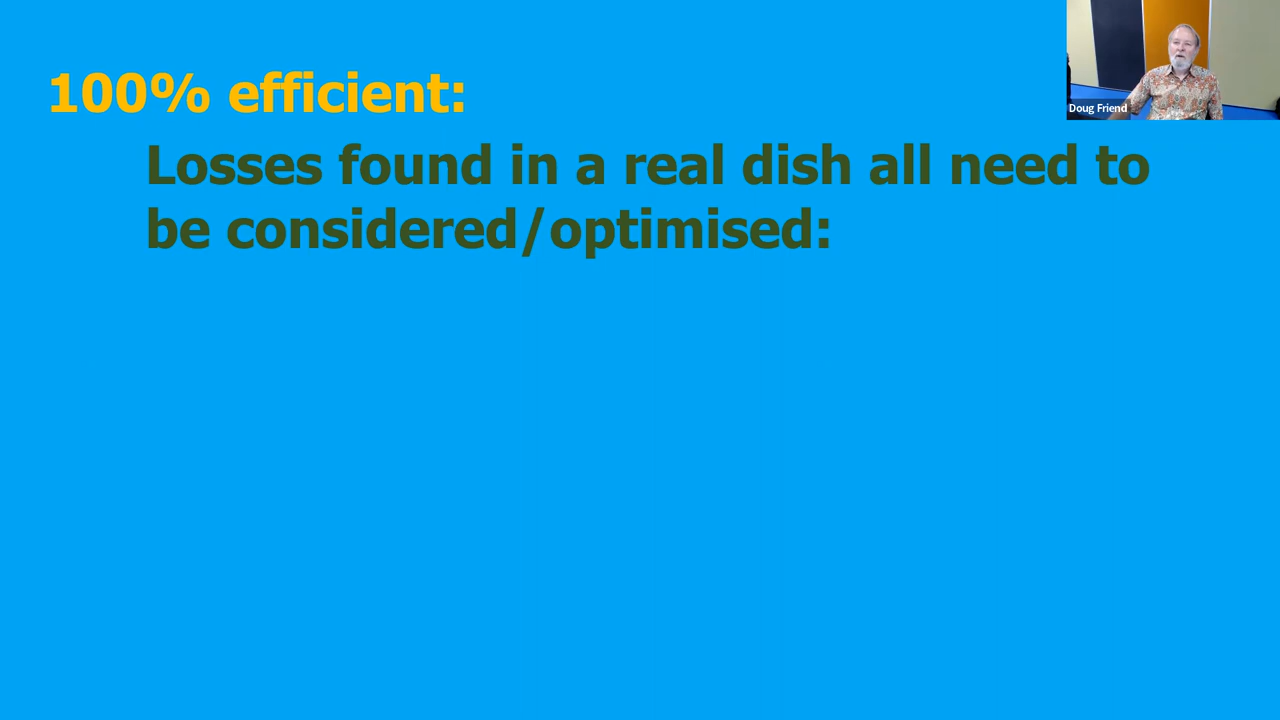 100% efficient:
Losses found in a real dish all need to
be considered/optimised:
Doug Friend